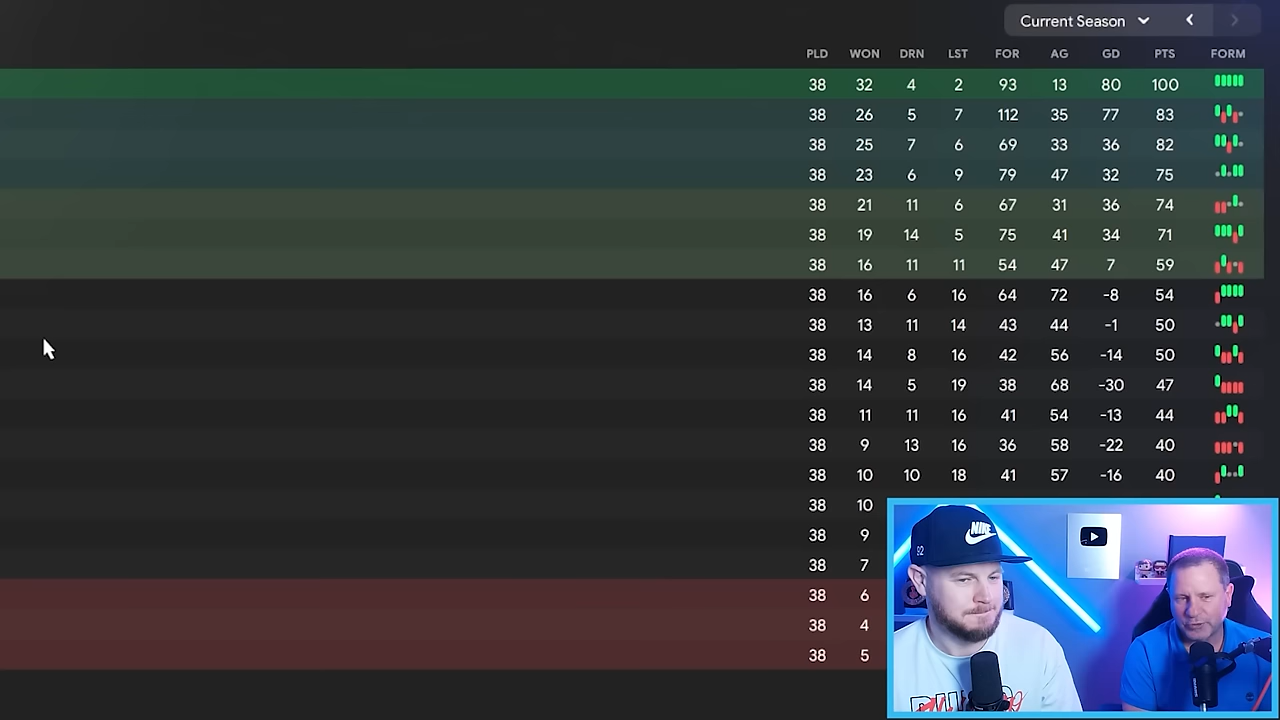 Current Season
PLD WON DRN LST FOR AG GD PTS FORM
38 32 4 2 93 13 80 100
38 26 5 7 112 35 77 83
38 25 7 6 69 33 36 82
38 23 6 9 79 47 32 75
38 21 11 6 67 31 36 74
38 19 14 5 75 41 34 71
38 16 11 11 54 47 7 59
38 16 6 16 64 72 -8 54
38 13 11 14 43 44 -1 50
38 14 8 16 42 56 -14 50
38 14 5 19 38 68 -30 47
38 11 11 16 41 54 -13 44
38 9 13 16 36 58 -22 40
38 10 10 18 41 57 -16 40
38 10
38 9
38 7
38 6
38 4
38 5
NIKE
92